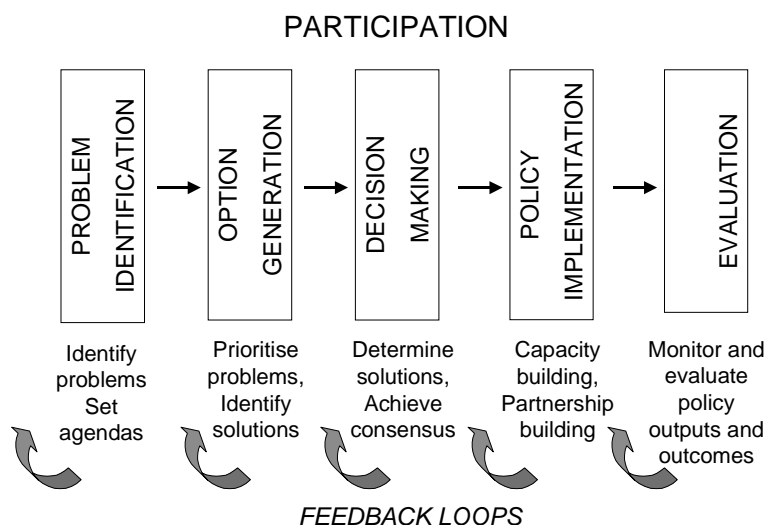 PARTICIPATION
PROBLEM
IDENTIFICATION
OPTION
GENERATION
DECISION
MAKING
POLICY
IMPLEMENTATION
EVALUATION
Identify
problems
Set
agendas
Prioritise
problems,
Identify
solutions
Determine
solutions,
Achieve
consensus
Capacity
building,
Partnership
building
Monitor and
evaluate
policy
outputs and
outcomes
FEEDBACK LOOPS